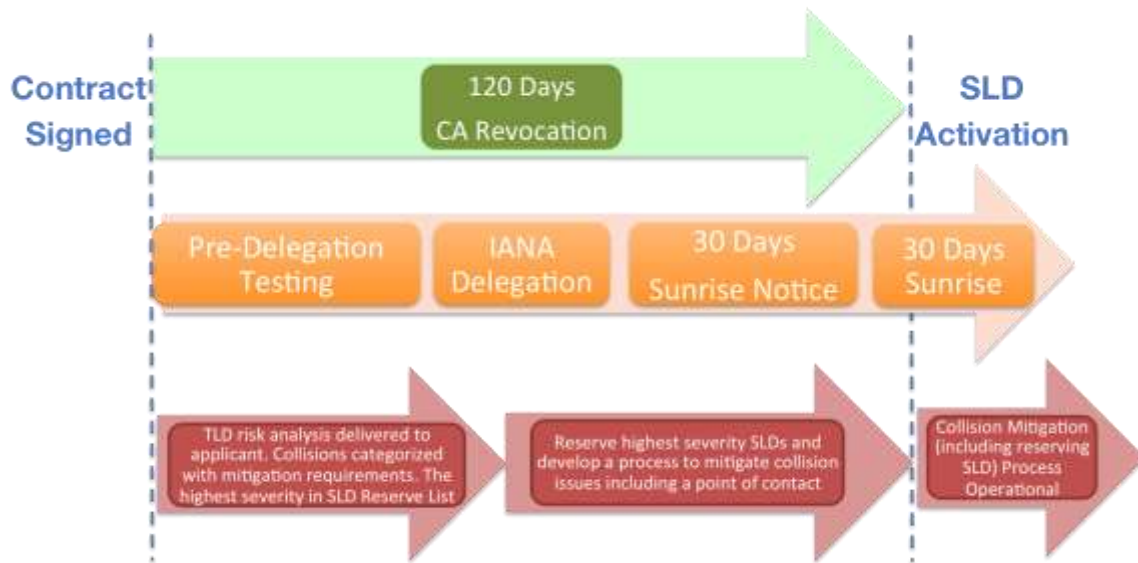 Contract
Signed
120 Days
CA Revocation
SLD
Activation
Pre-Delegation
Testing
IANA
Delegation
30 Days
Sunrise Notice
30 Days
Sunrise
TLD risk analysis delivered to
applicant. Collisions categorized
with mitigation requirements. The
highest severity in SLD Reserve List
Reserve highest severity SLDs and
develop a process to mitigate collision
issues including a point of contact
Collision Mitigation
(including reserving
SLD) Process
Operational